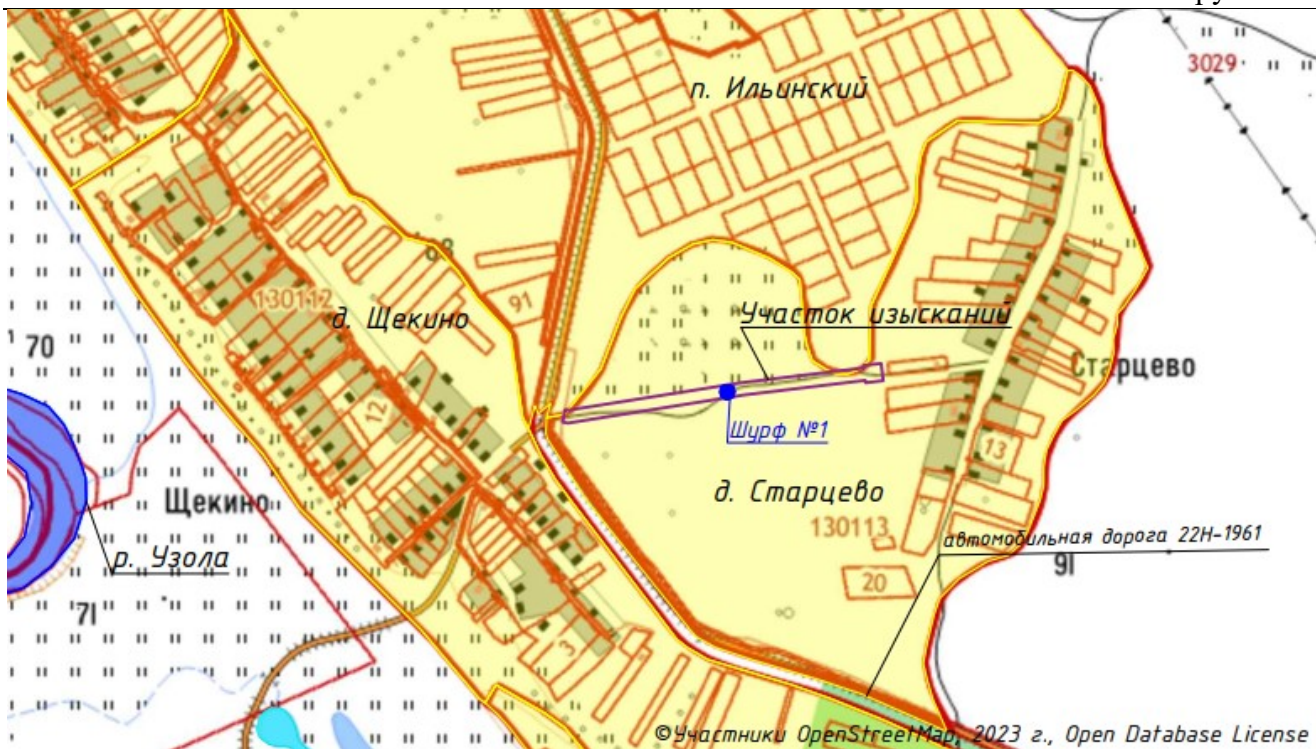 п. Ильинский
3029
68
130112
91
д. Щекино
Участок изысканий
70
Старцево
12
Шурф №1
13
Щекино
д. Старцево
130113
автомобильная дорога 22Н-1961
р. Узола
91
20
71
3
©Участники OpenStreetMap, 2023 г., Open Database License